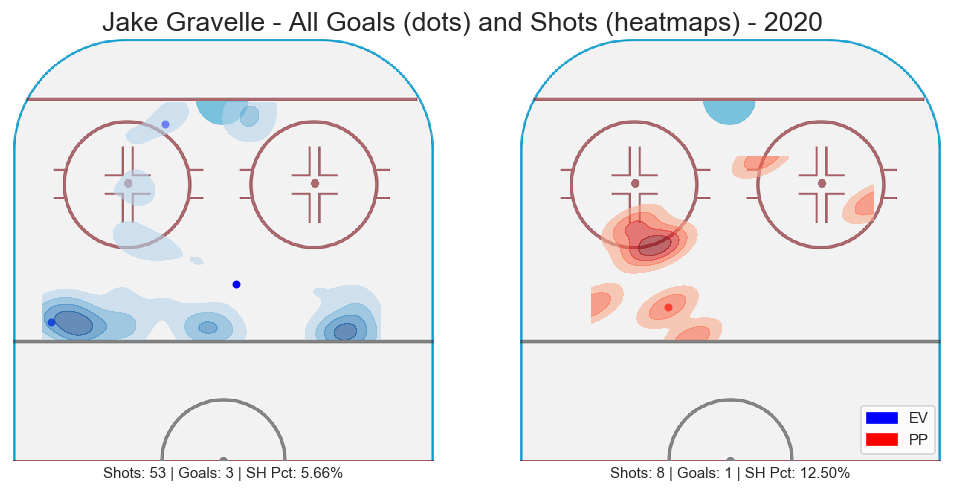 Jake Gravelle - All Goals (dots) and Shots (heatmaps) - 2020
EV
PP
Shots: 53 | Goals: 3 | SH Pct: 5.66%
Shots: 8 | Goals: 1 | SH Pct: 12.50%